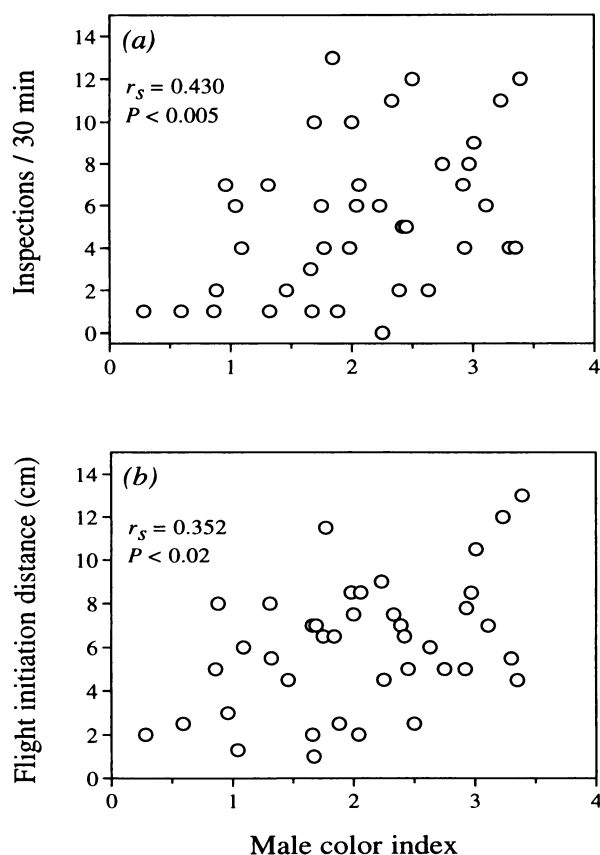 (a)
r_s = 0.430
P < 0.005
Inspections / 30 min
14
12
10
8
6
4
2
0
0 1 2 3 4
(b)
r_s = 0.352
P < 0.02
Flight initiation distance (cm)
14
12
10
8
6
4
2
0
0 1 2 3 4
Male color index